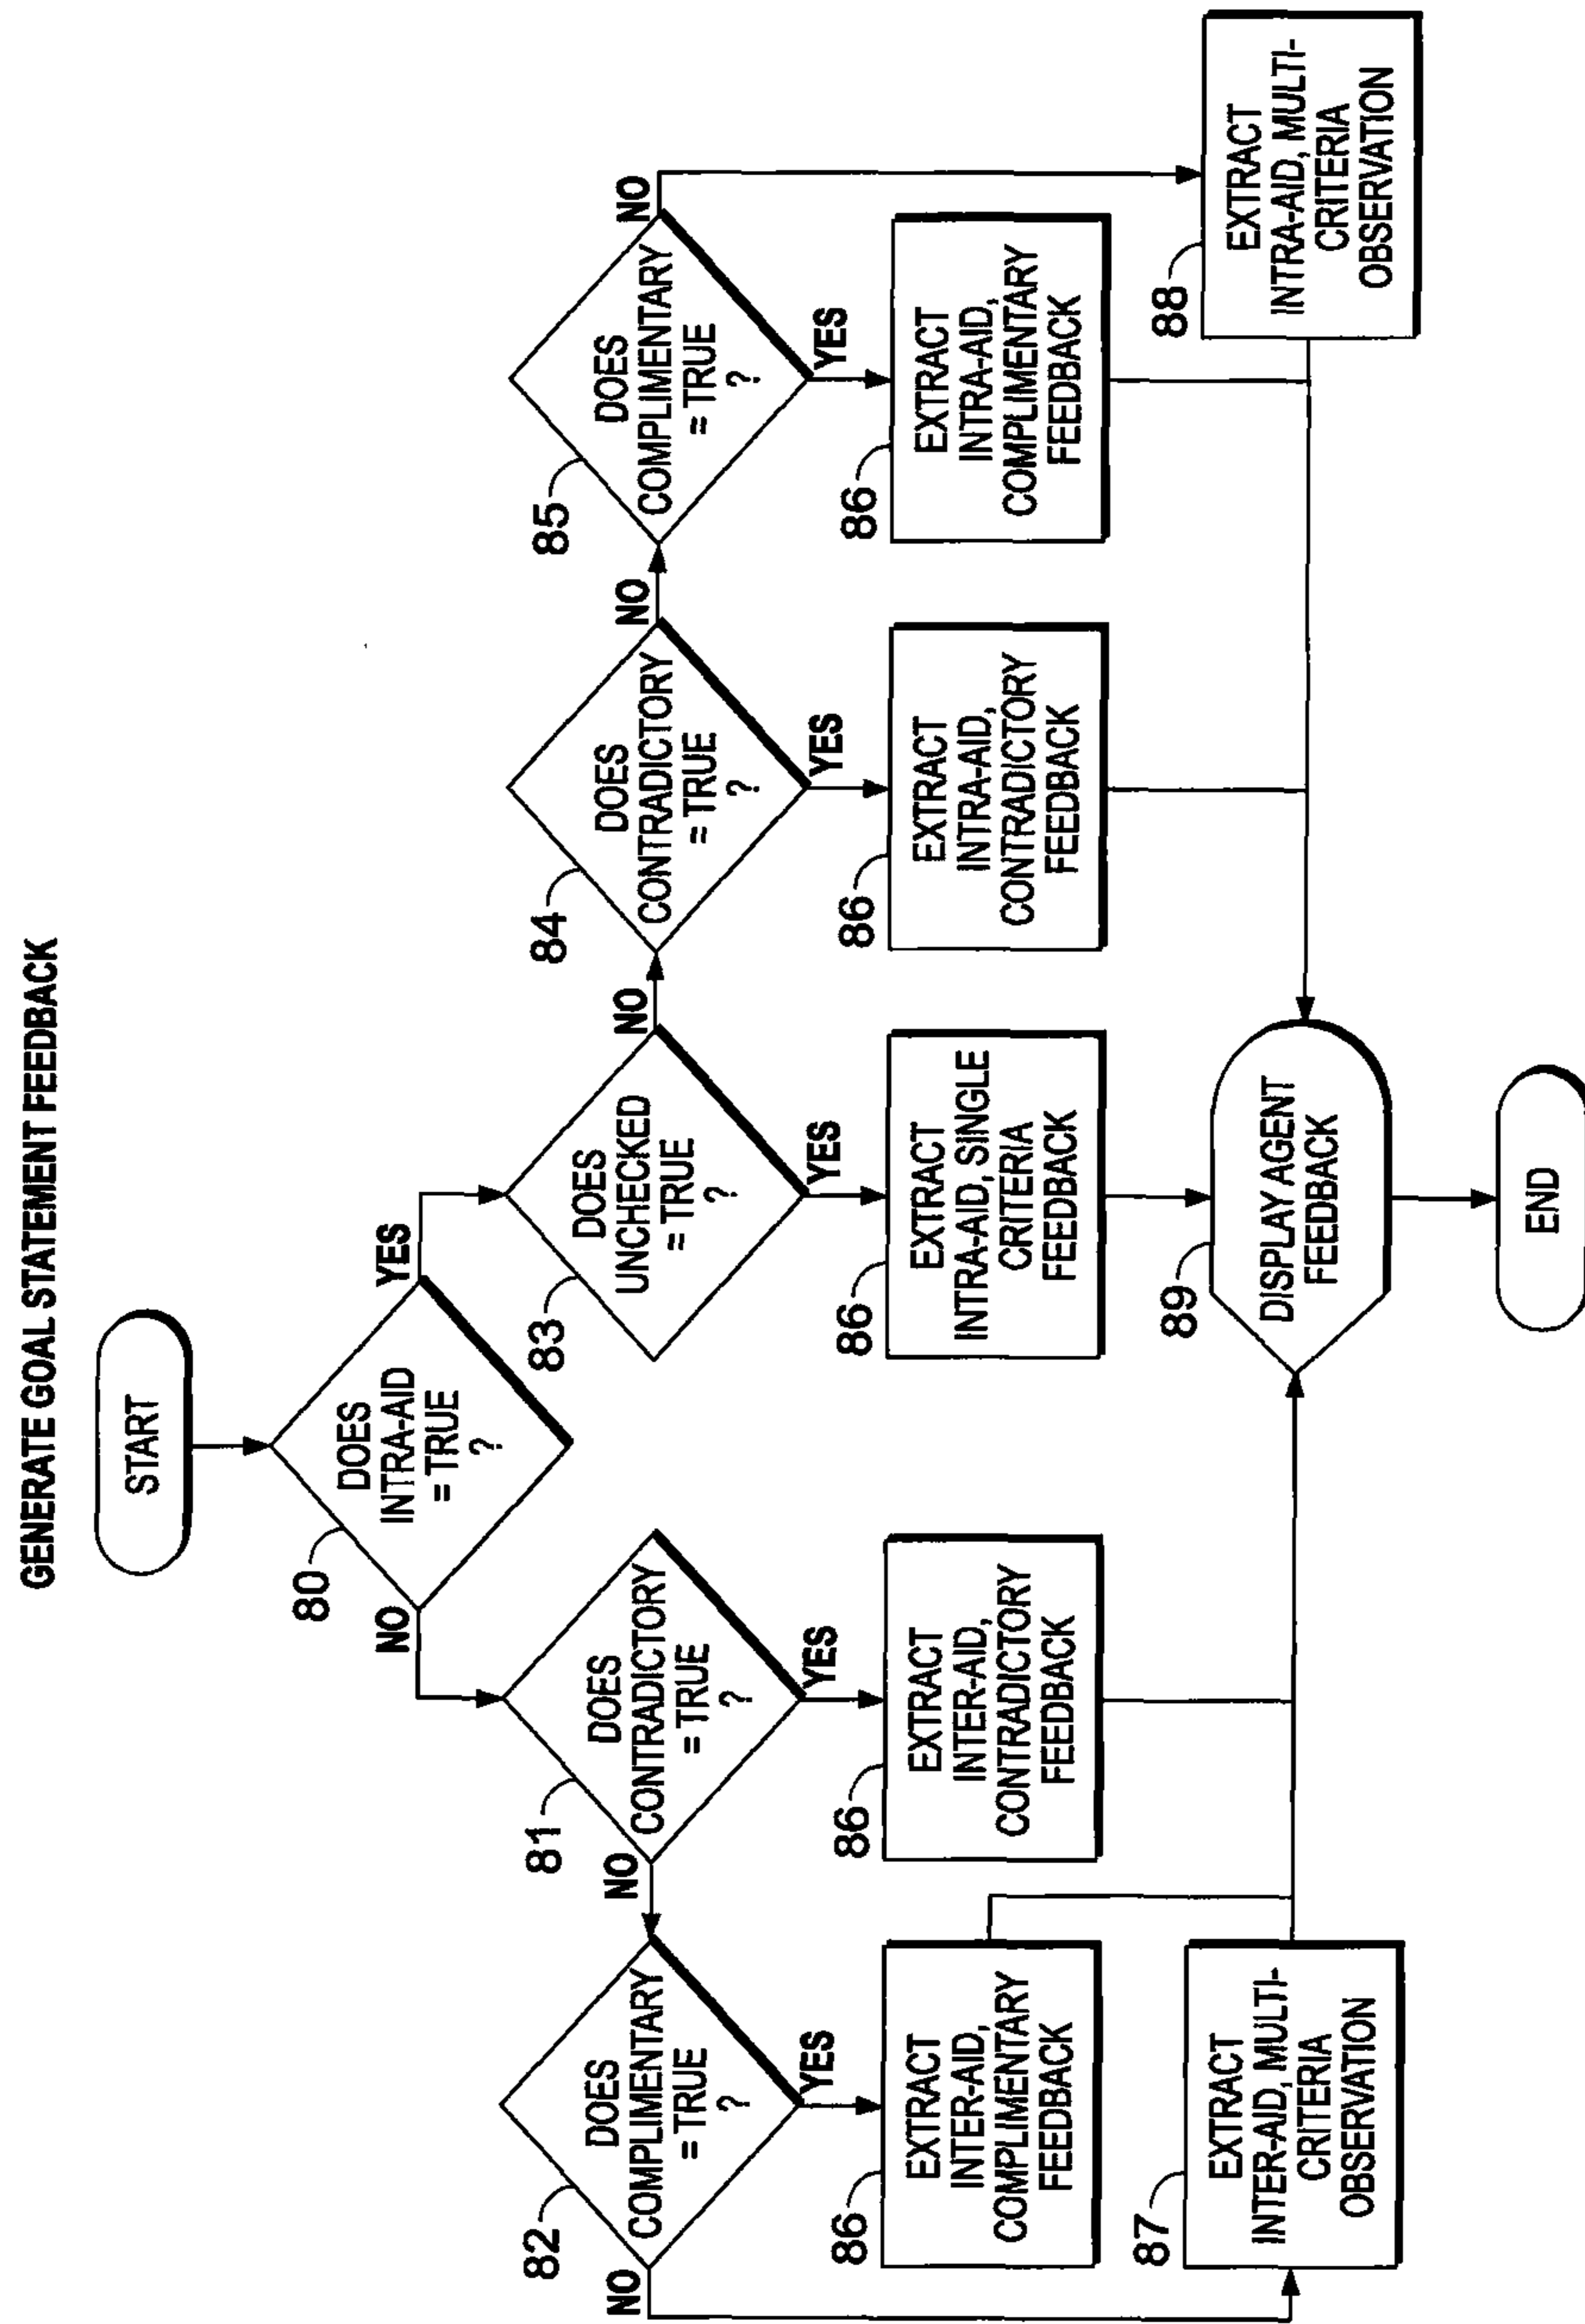 GENERATE GOAL STATEMENT FEEDBACK
START
80
DOES
INTRA-AID
= TRUE
?
NO
YES
82
DOES
COMPLIMENTARY
= TRUE
?
NO
YES
81
DOES
CONTRADICTORY
= TRUE
?
NO
YES
83
DOES
UNCHECKED
= TRUE
?
NO
YES
84
DOES
CONTRADICTORY
= TRUE
?
NO
YES
85
DOES
COMPLIMENTARY
= TRUE
?
NO
YES
86
EXTRACT
INTER-AID,
COMPLIMENTARY
FEEDBACK
86
EXTRACT
INTER-AID,
CONTRADICTORY
FEEDBACK
86
EXTRACT
INTRA-AID, SINGLE
CRITERIA
FEEDBACK
86
EXTRACT
INTRA-AID,
CONTRADICTORY
FEEDBACK
86
EXTRACT
INTRA-AID,
COMPLIMENTARY
FEEDBACK
87
EXTRACT
INTER-AID, MULTI-
CRITERIA
OBSERVATION
89
DISPLAY AGENT
FEEDBACK
88
EXTRACT
INTRA-AID, MULTI-
CRITERIA
OBSERVATION
END